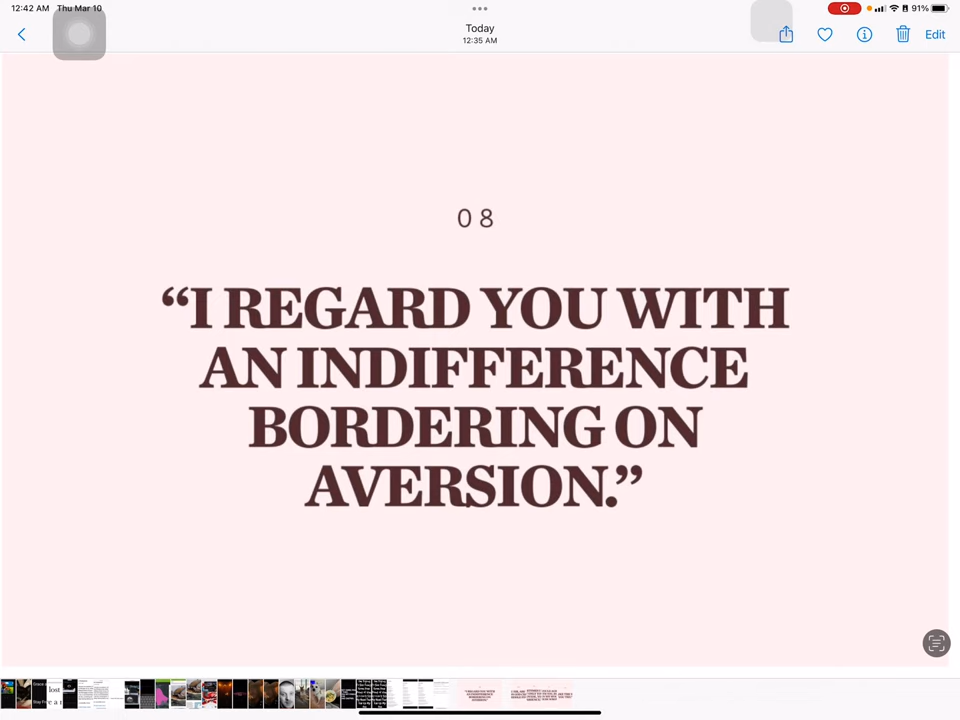 12:42 AM Thu Mar 10
91%
Today
12:35 AM
Edit
08
“I REGARD YOU WITH
AN INDIFFERENCE
BORDERING ON
AVERSION.”